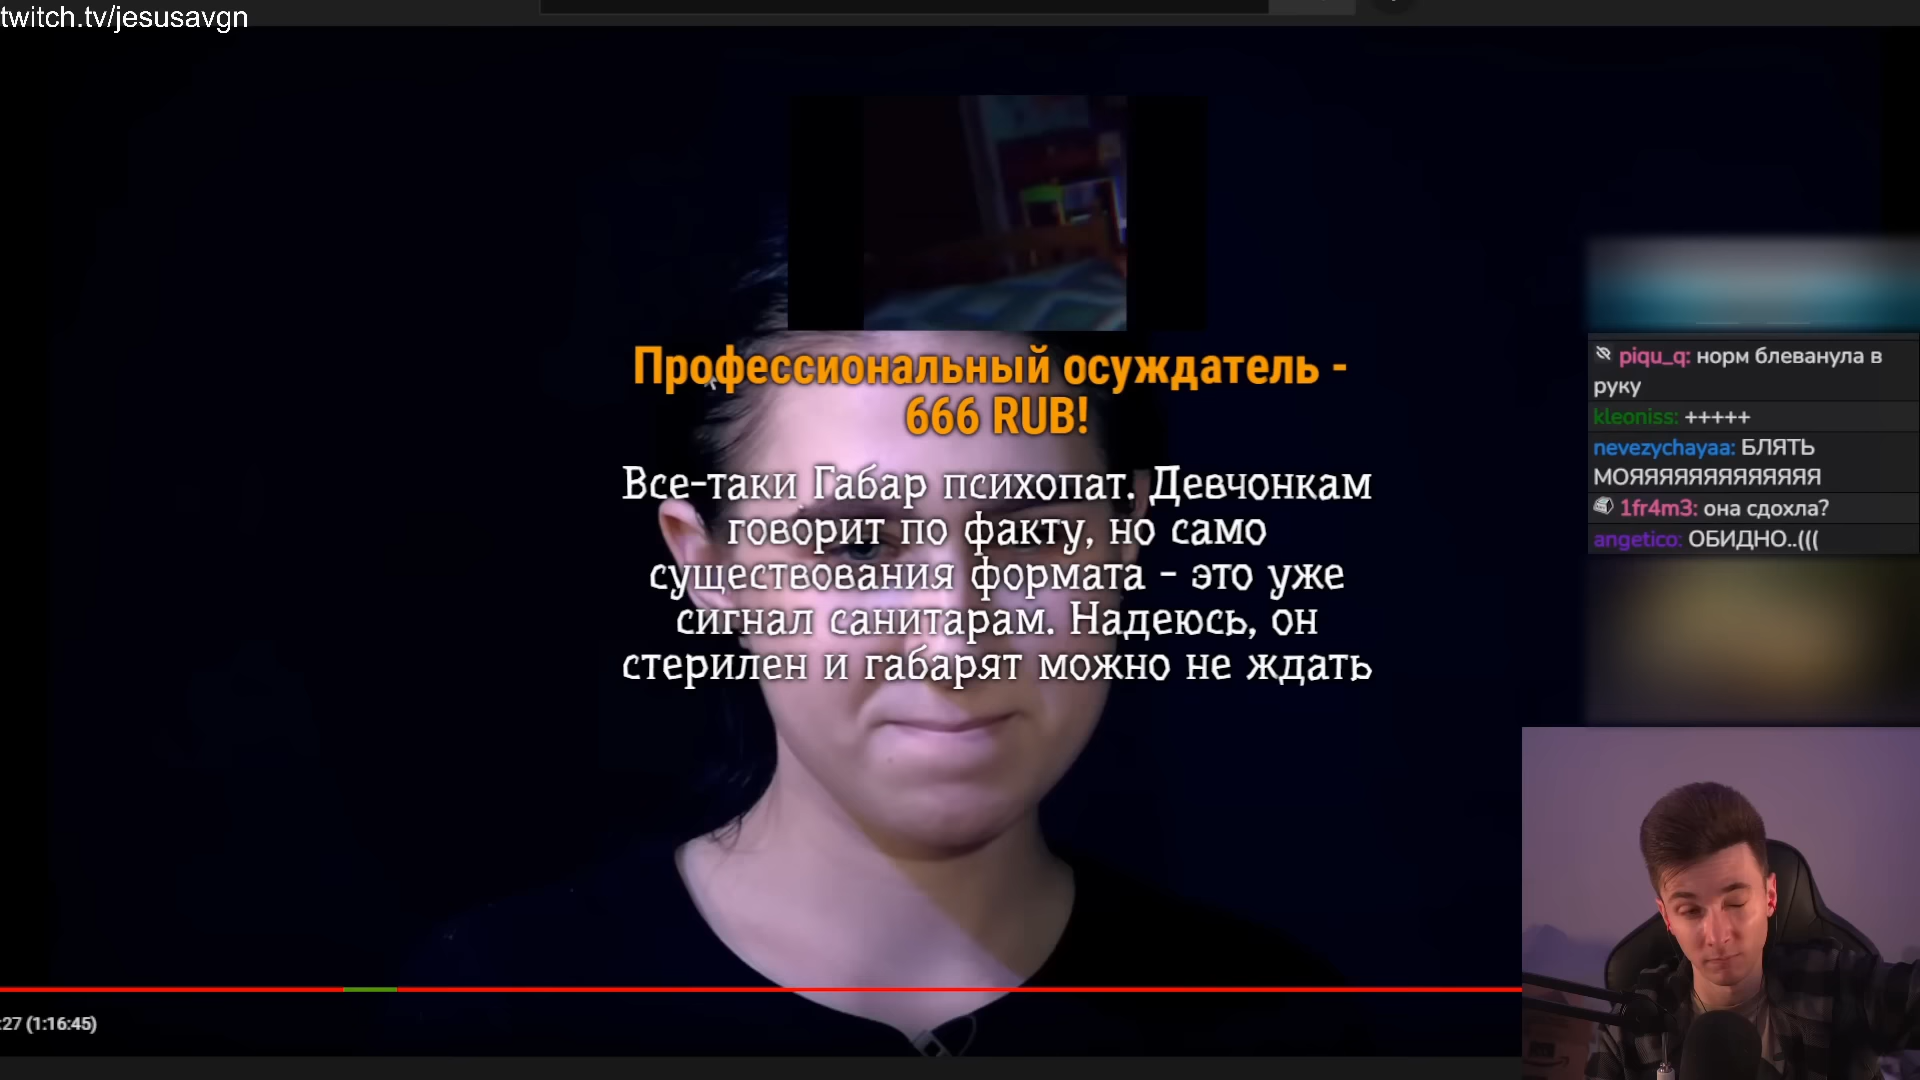 twitch.tv/jesusavgn
Профессиональный осуждатель -
666 RUB!
Все-таки Габар психопат. Девчонкам
говорит по факту, но само
существования формата - это уже
сигнал санитарам. Надеюсь, он
стерилен и габарят можно не ждать
piqu_q: норм блеванула в
руку
kleoniss: +++++
nevezychayaa: БЛЯТЬ
МОЯЯЯЯЯЯЯЯЯЯЯЯЯ
1fr4m3: она сдохла?
angetico: ОБИДНО..(((
:27 (1:16:45)